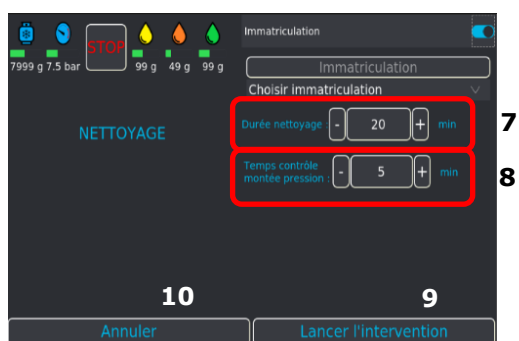 STOP
7999 g 7.5 bar 99 g 49 g 99 g
Immatriculation
Immatriculation
Choisir immatriculation
NETTOYAGE
Durée nettoyage : - 20 + min 7
Temps contrôle
montée pression : - 5 + min 8
10 9
Annuler Lancer l'intervention